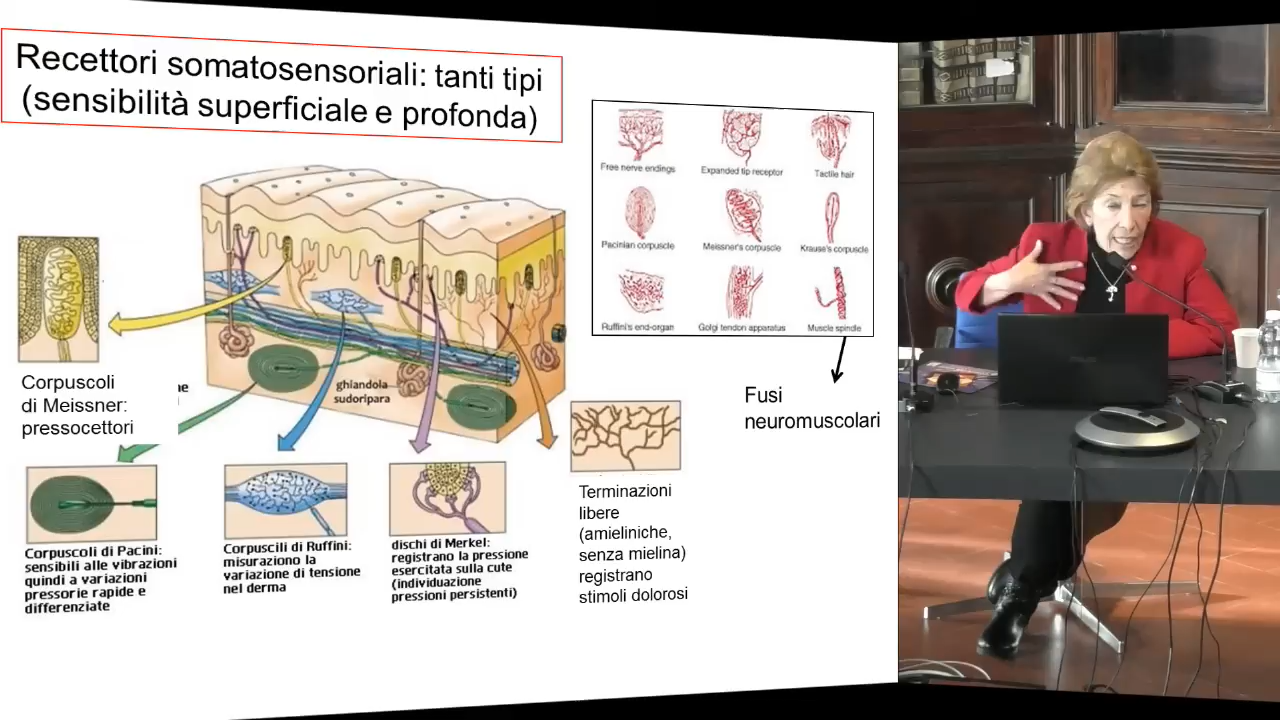 Recettori somatosensoriali: tanti tipi
(sensibilità superficiale e profonda)
Free nerve endings
Expanded tip receptor
Tactile hair
Pacinian corpuscle
Meissner's corpuscle
Krause's corpuscle
Ruffini's end-organ
Golgi tendon apparatus
Muscle spindle
Fusi
neuromuscolari
Corpuscoli
di Meissner:
pressocettori
ne
ghiandola
sudoripara
Corpuscoli di Pacini:
sensibili alle vibrazioni
quindi a variazioni
pressorie rapide e
differenziate
Corpuscili di Ruffini:
misuraziono la
variazione di tensione
nel derma
dischi di Merkel:
registrano la pressione
esercitata sulla cute
(individuazione
pressioni persistenti)
Terminazioni
libere
(amieliniche,
senza mielina)
registrano
stimoli dolorosi
ASUS